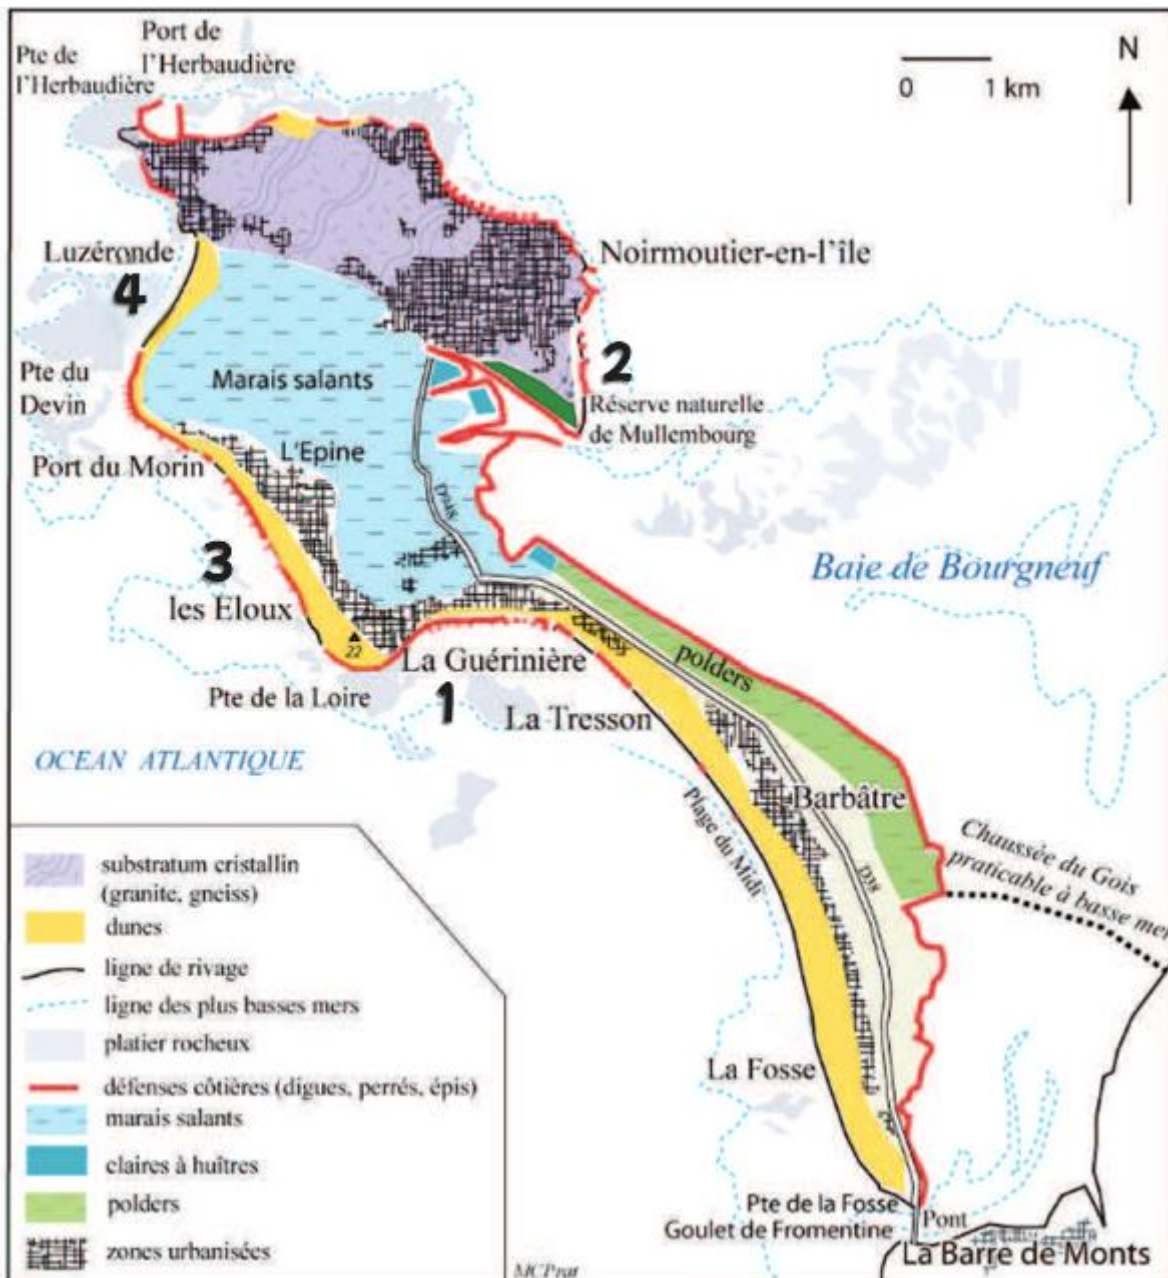 Port de
l'Herbaudière
Pte de
l'Herbaudière
N
0 1 km
Luzéronde
4
Noirmoutier-en-l'île
2
Pte du
Devin
Marais salants
Réserve naturelle
de Mullembourg
Port du Morin
L'Epine
D948
3
les Eloux
Baie de Bourgneuf
22
La Guérinière
polders
Pte de la Loire
1
La Tresson
OCEAN ATLANTIQUE
Plage du Midi
Barbâtre
D38
Chaussée du Gois
praticable à basse mer
substratum cristallin
(granite, gneiss)
dunes
ligne de rivage
ligne des plus basses mers
platier rocheux
défenses côtières (digues, perrés, épis)
marais salants
claires à huîtres
polders
zones urbanisées
La Fosse
Pte de la Fosse
Goulet de Fromentine
Pont
La Barre de Monts
MCPrat